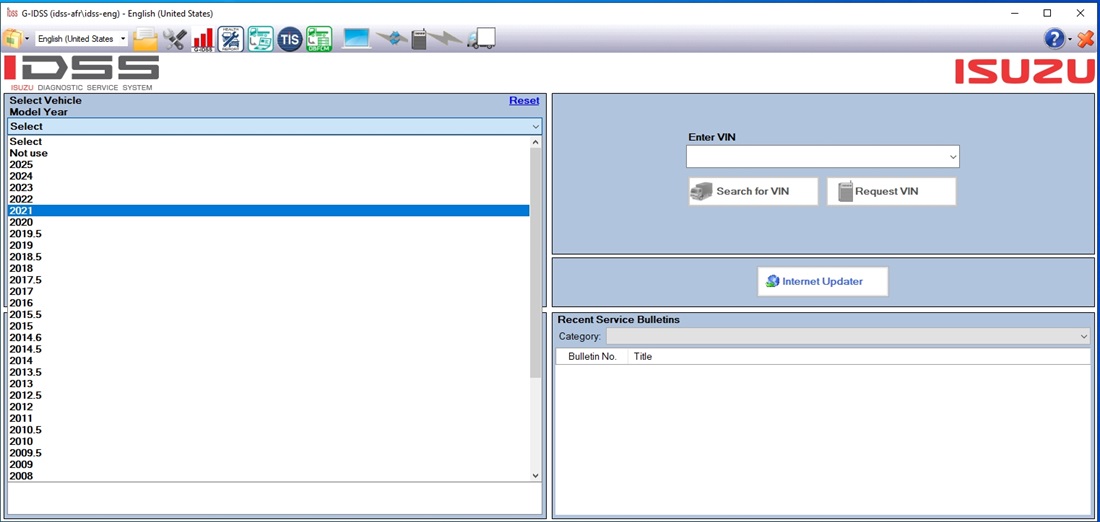 idss G-IDSS (idss-afr\idss-eng) - English (United States)
English (United States
G-IDSS
TIS
IDSS
ISUZU DIAGNOSTIC SERVICE SYSTEM
ISUZU
Select Vehicle
Reset
Model Year
Select
Select
Not use
2025
2024
2023
2022
2021
2020
2019.5
2019
2018.5
2018
2017.5
2017
2016
2015.5
2015
2014.6
2014.5
2014
2013.5
2013
2012.5
2012
2011
2010.5
2010
2009.5
2009
2008
Enter VIN
Search for VIN
Request VIN
Internet Updater
Recent Service Bulletins
Category:
Bulletin No.
Title